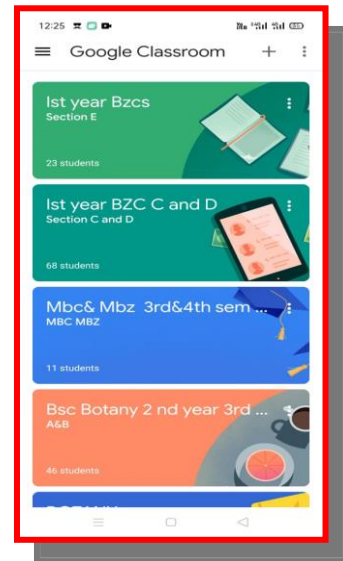 12:25
Google Classroom
Ist year Bzcs
Section E
23 students
Ist year BZC C and D
Section C and D
68 students
Mbc& Mbz 3rd&4th sem ...
MBC MBZ
11 students
Bsc Botany 2 nd year 3rd ...
A&B
46 students